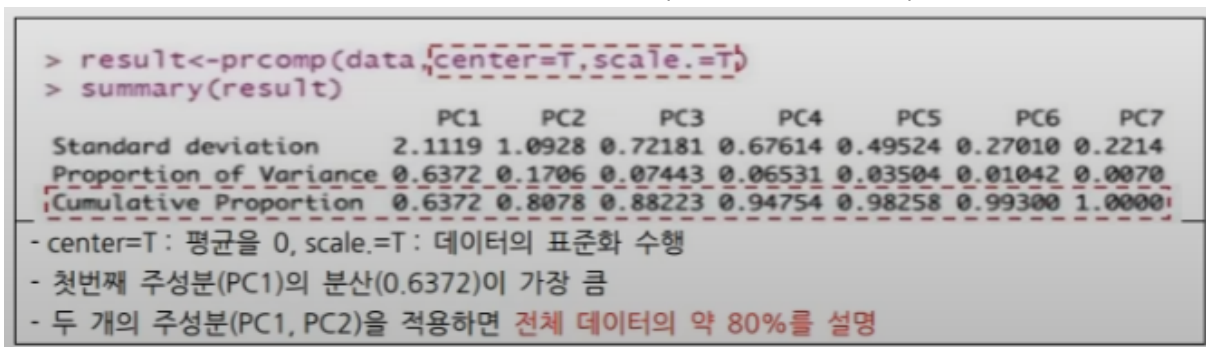 > result<-prcomp(data,center=T,scale.=T)
> summary(result)
PC1 PC2 PC3 PC4 PC5 PC6 PC7
Standard deviation 2.1119 1.0928 0.72181 0.67614 0.49524 0.27010 0.2214
Proportion of Variance 0.6372 0.1706 0.07443 0.06531 0.03504 0.01042 0.0070
Cumulative Proportion 0.6372 0.8078 0.88223 0.94754 0.98258 0.99300 1.0000
- center=T : 평균을 0, scale.=T : 데이터의 표준화 수행
- 첫번째 주성분(PC1)의 분산(0.6372)이 가장 큼
- 두 개의 주성분(PC1, PC2)을 적용하면 전체 데이터의 약 80%를 설명